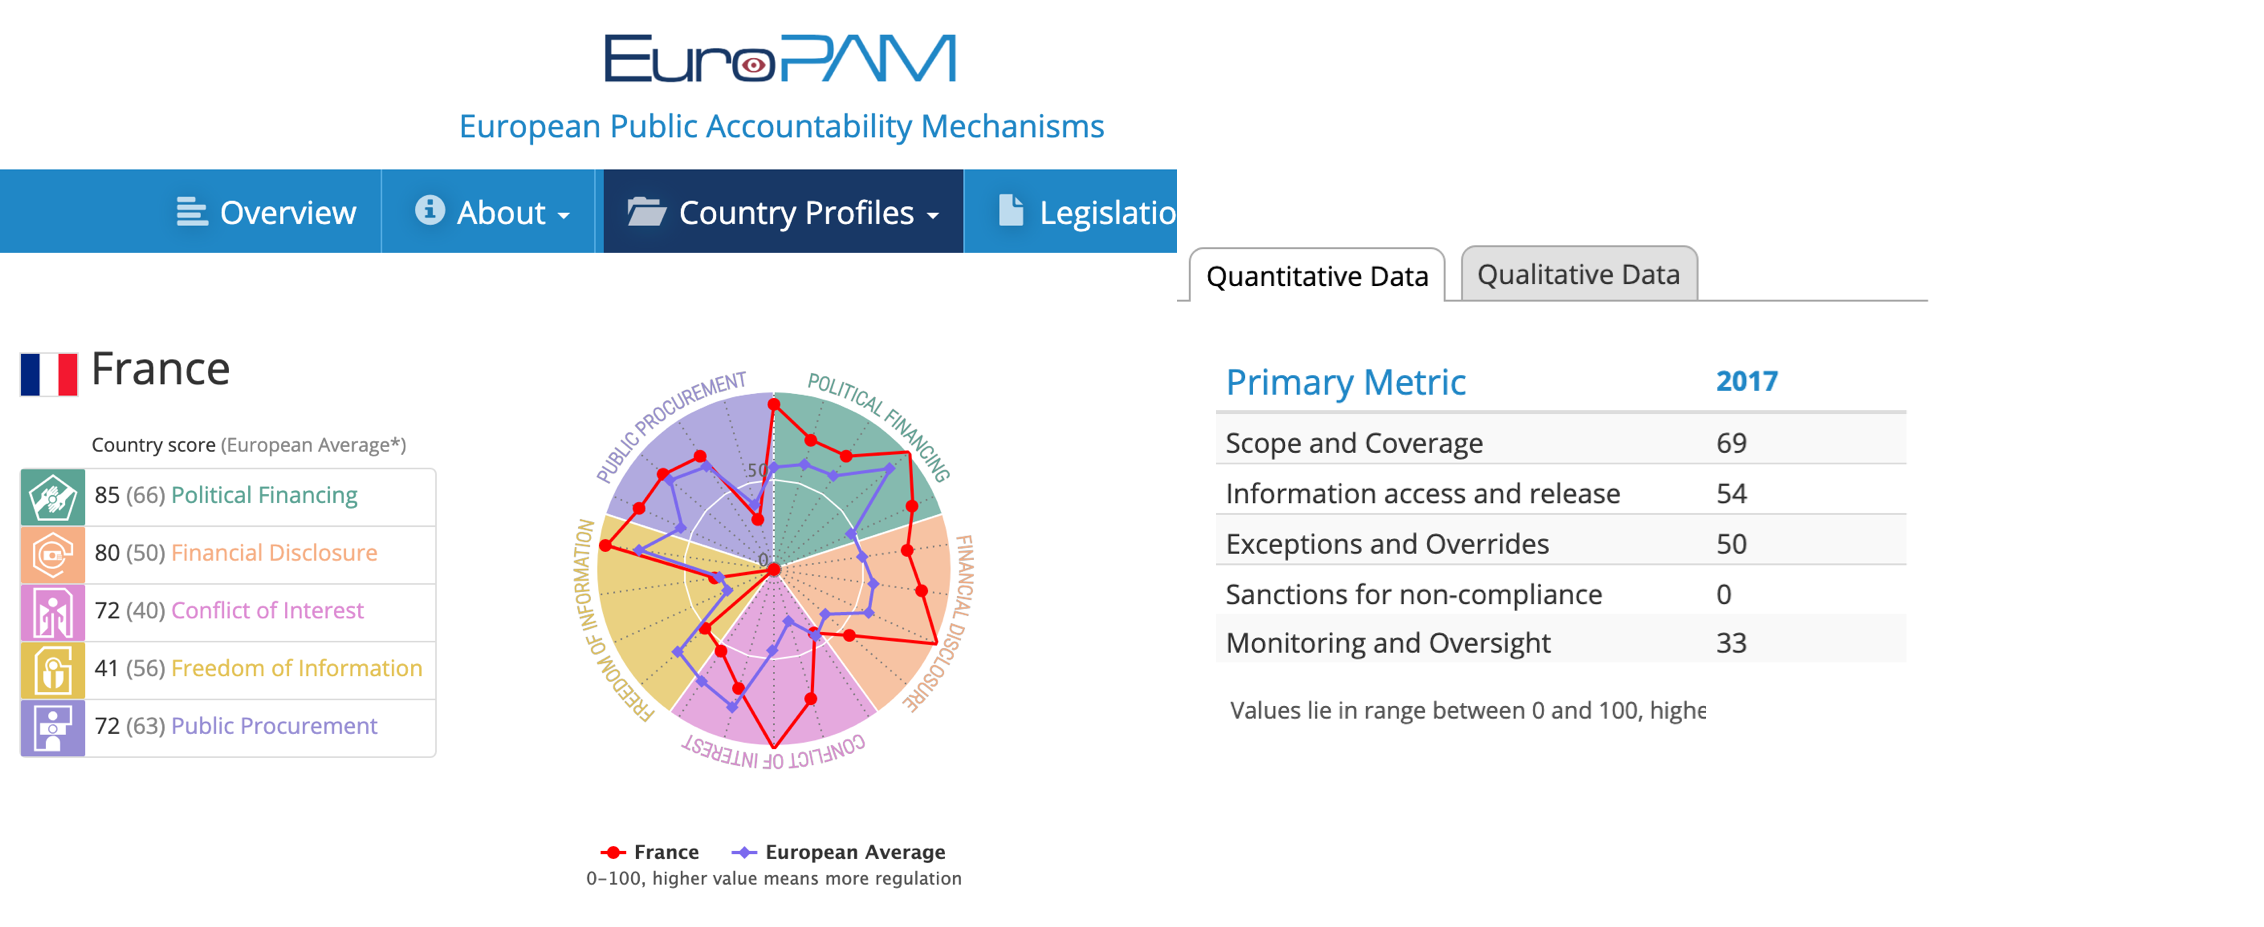 EuroPAM
European Public Accountability Mechanisms
Overview
About
Country Profiles
Legislatio
Quantitative Data
Qualitative Data
France
Country score (European Average*)
85 (66) Political Financing
80 (50) Financial Disclosure
72 (40) Conflict of Interest
41 (56) Freedom of Information
72 (63) Public Procurement
PUBLIC PROCUREMENT
POLITICAL FINANCING
FINANCIAL DISCLOSURE
CONFLICT OF INTEREST
FREEDOM OF INFORMATION
50
0
France
European Average
0–100, higher value means more regulation
Primary Metric 2017
Scope and Coverage 69
Information access and release 54
Exceptions and Overrides 50
Sanctions for non-compliance 0
Monitoring and Oversight 33
Values lie in range between 0 and 100, highe